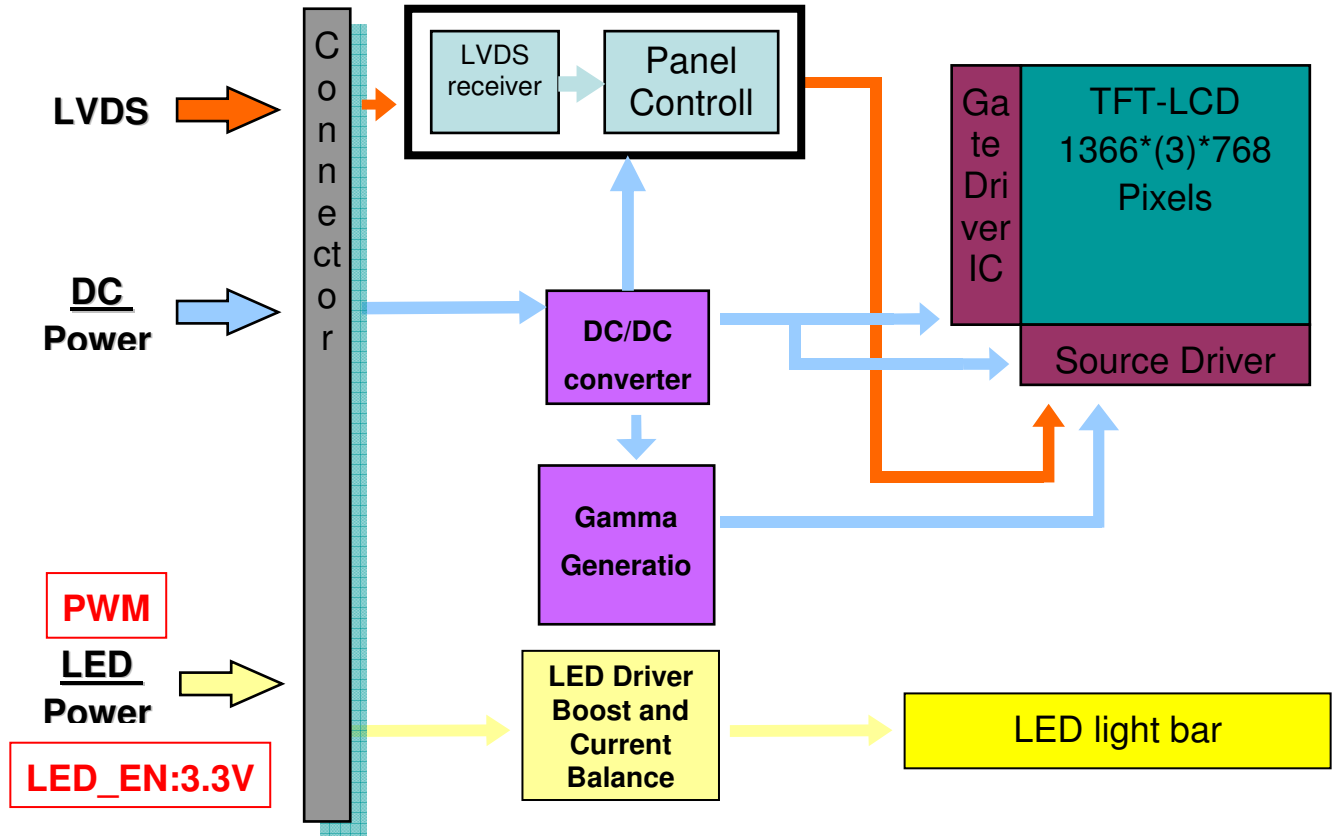 LVDS
DC
Power
PWM
LED
Power
LED_EN:3.3V
C
o
n
n
e
ct
o
r
LVDS
receiver
Panel
Controll
DC/DC
converter
Gamma
Generatio
LED Driver
Boost and
Current
Balance
Ga
te
Dri
ver
IC
TFT-LCD
1366*(3)*768
Pixels
Source Driver
LED light bar